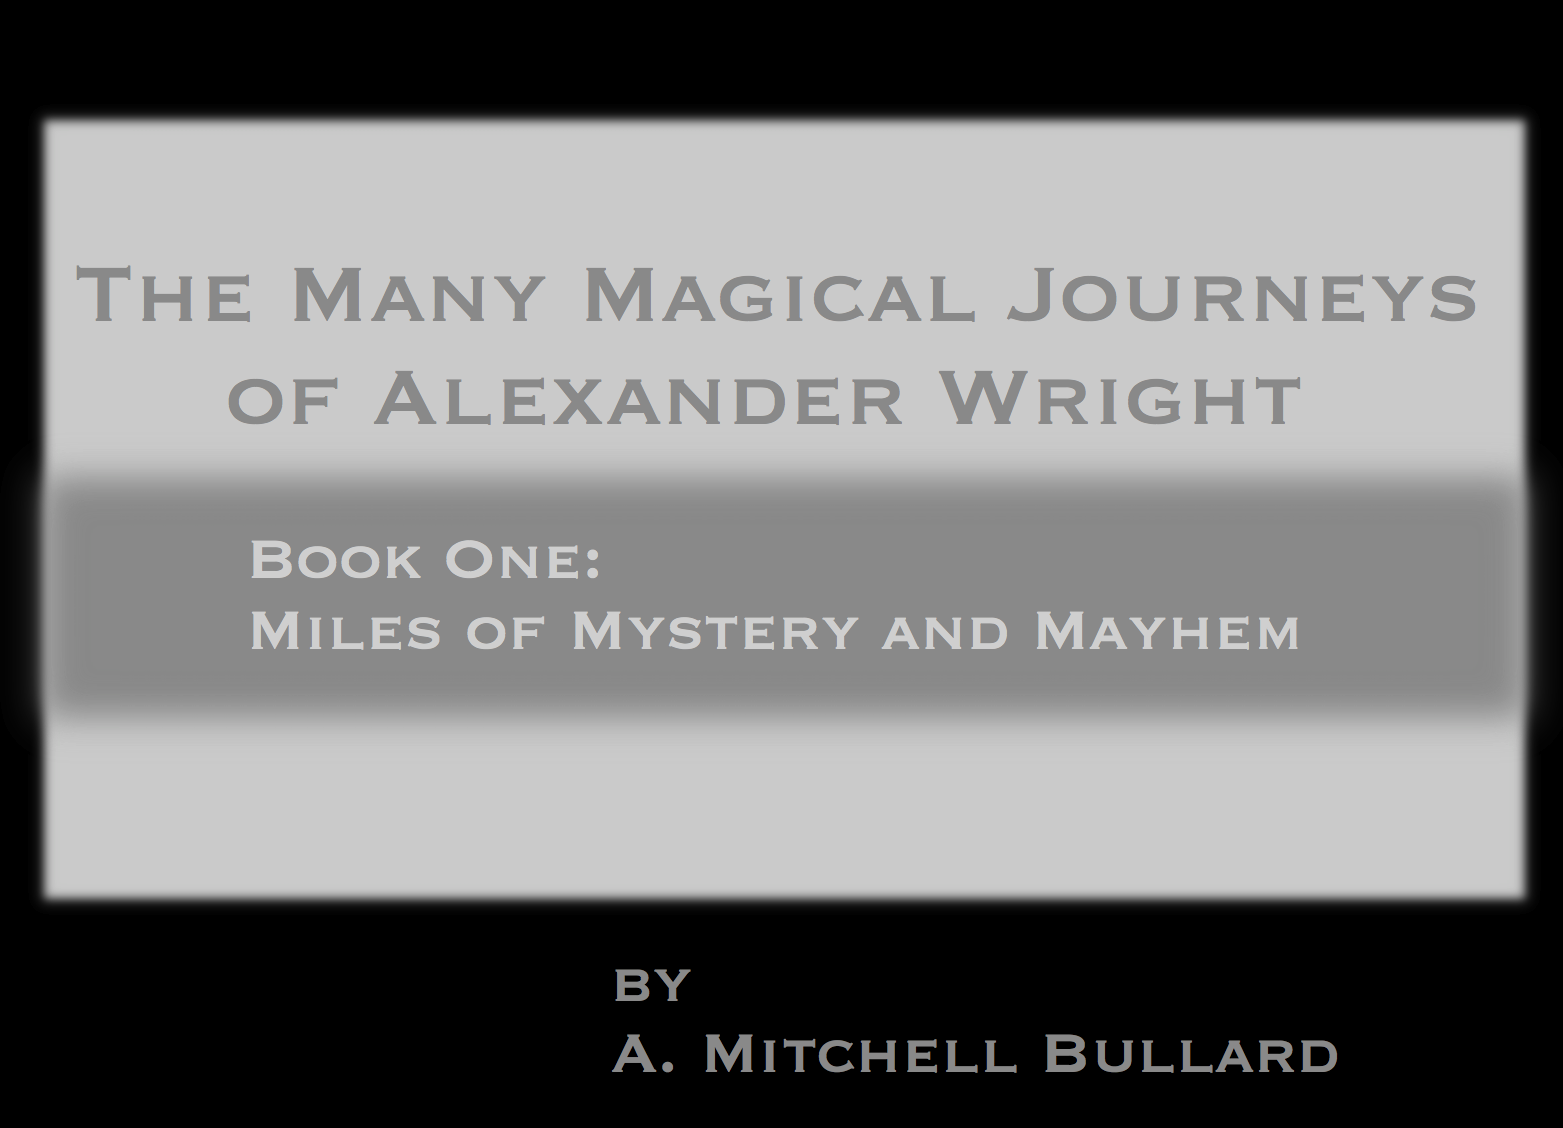 The Many Magical Journeys
of Alexander Wright
Book One:
Miles of Mystery and Mayhem
by
A. Mitchell Bullard